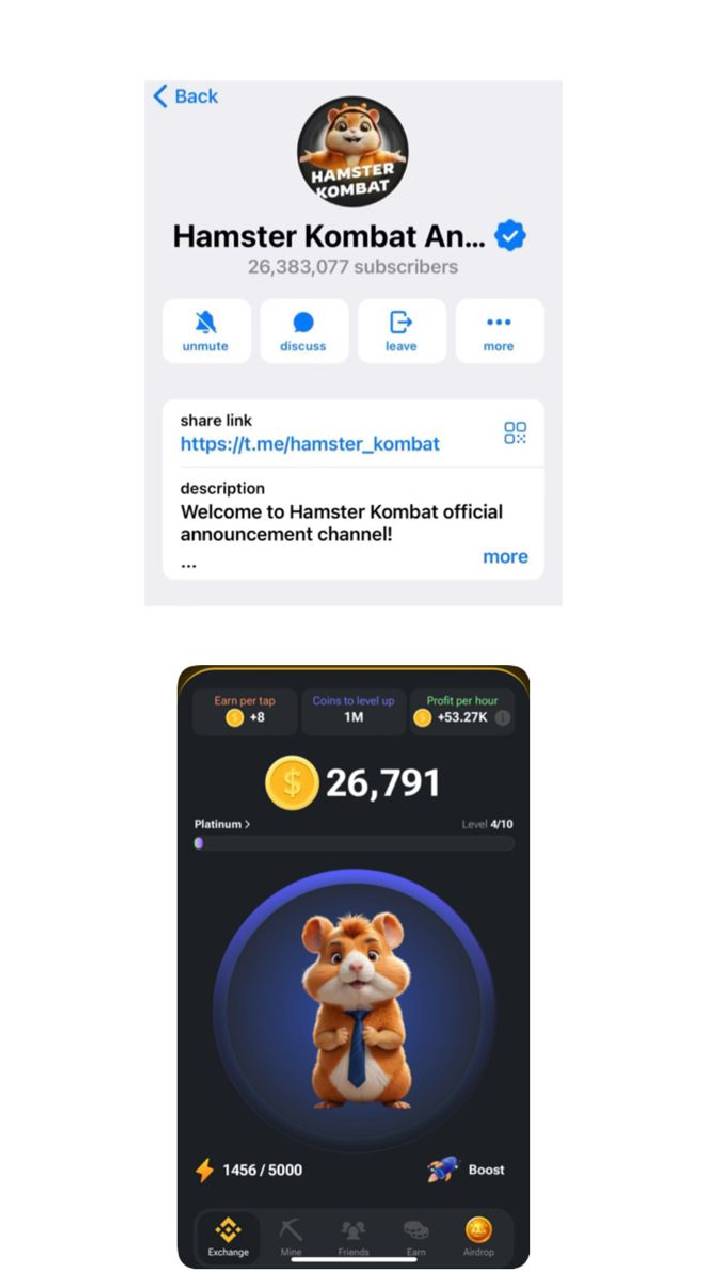 Back
HAMSTER
KOMBAT
Hamster Kombat An...
26,383,077 subscribers
unmute discuss leave more
share link
https://t.me/hamster_kombat
description
Welcome to Hamster Kombat official
announcement channel!
...
more
Earn per tap Coins to level up Profit per hour
+8 1M +53.27K
$ 26,791
Platinum > Level 4/10
1456 / 5000 Boost
Exchange Mine Friends Earn Airdrop